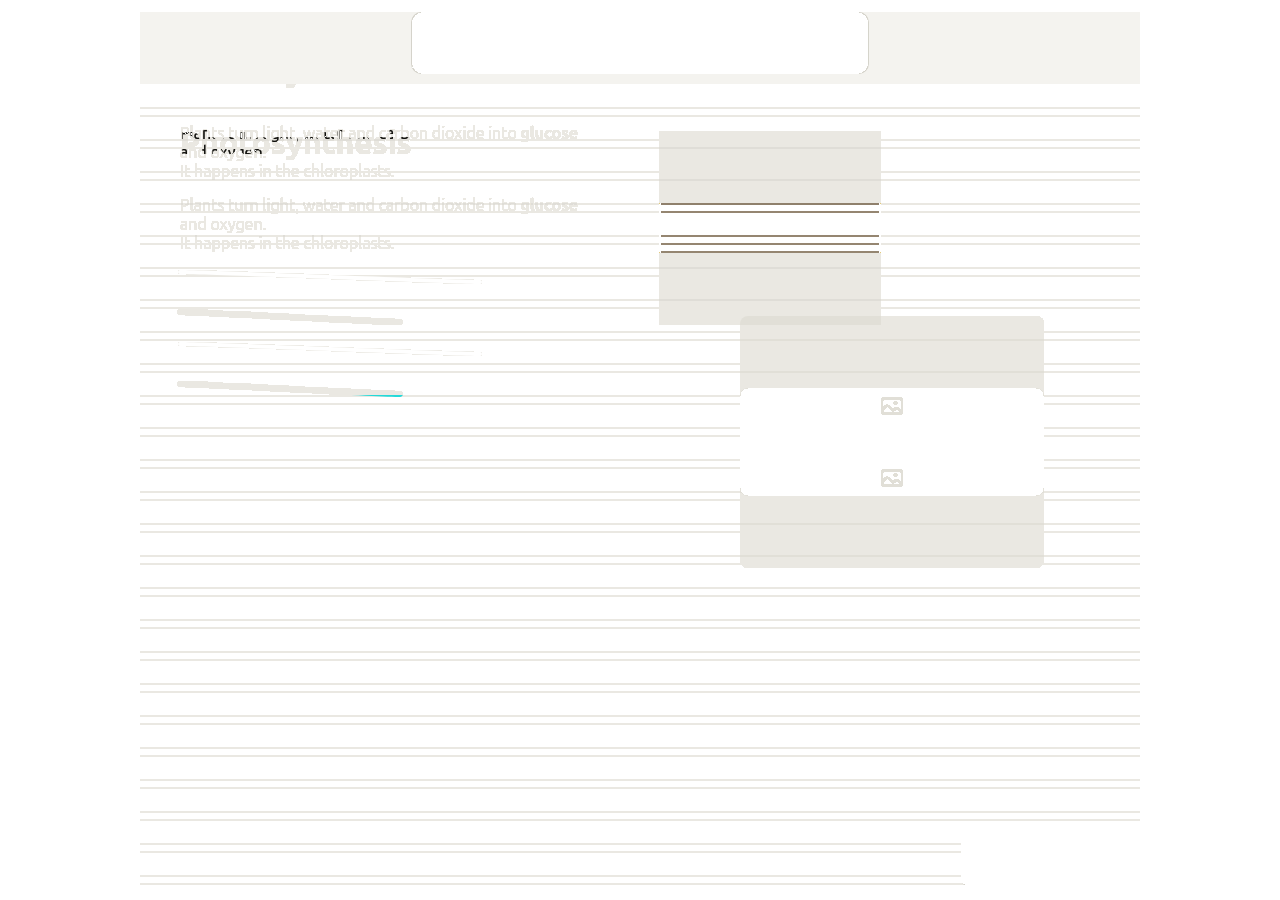 Photosynthesis
Plants turn light, water and carbon dioxide into glucose
and oxygen.
It happens in the chloroplasts.
Plants turn light, water and carbon dioxide into glucose
and oxygen.
It happens in the chloroplasts.